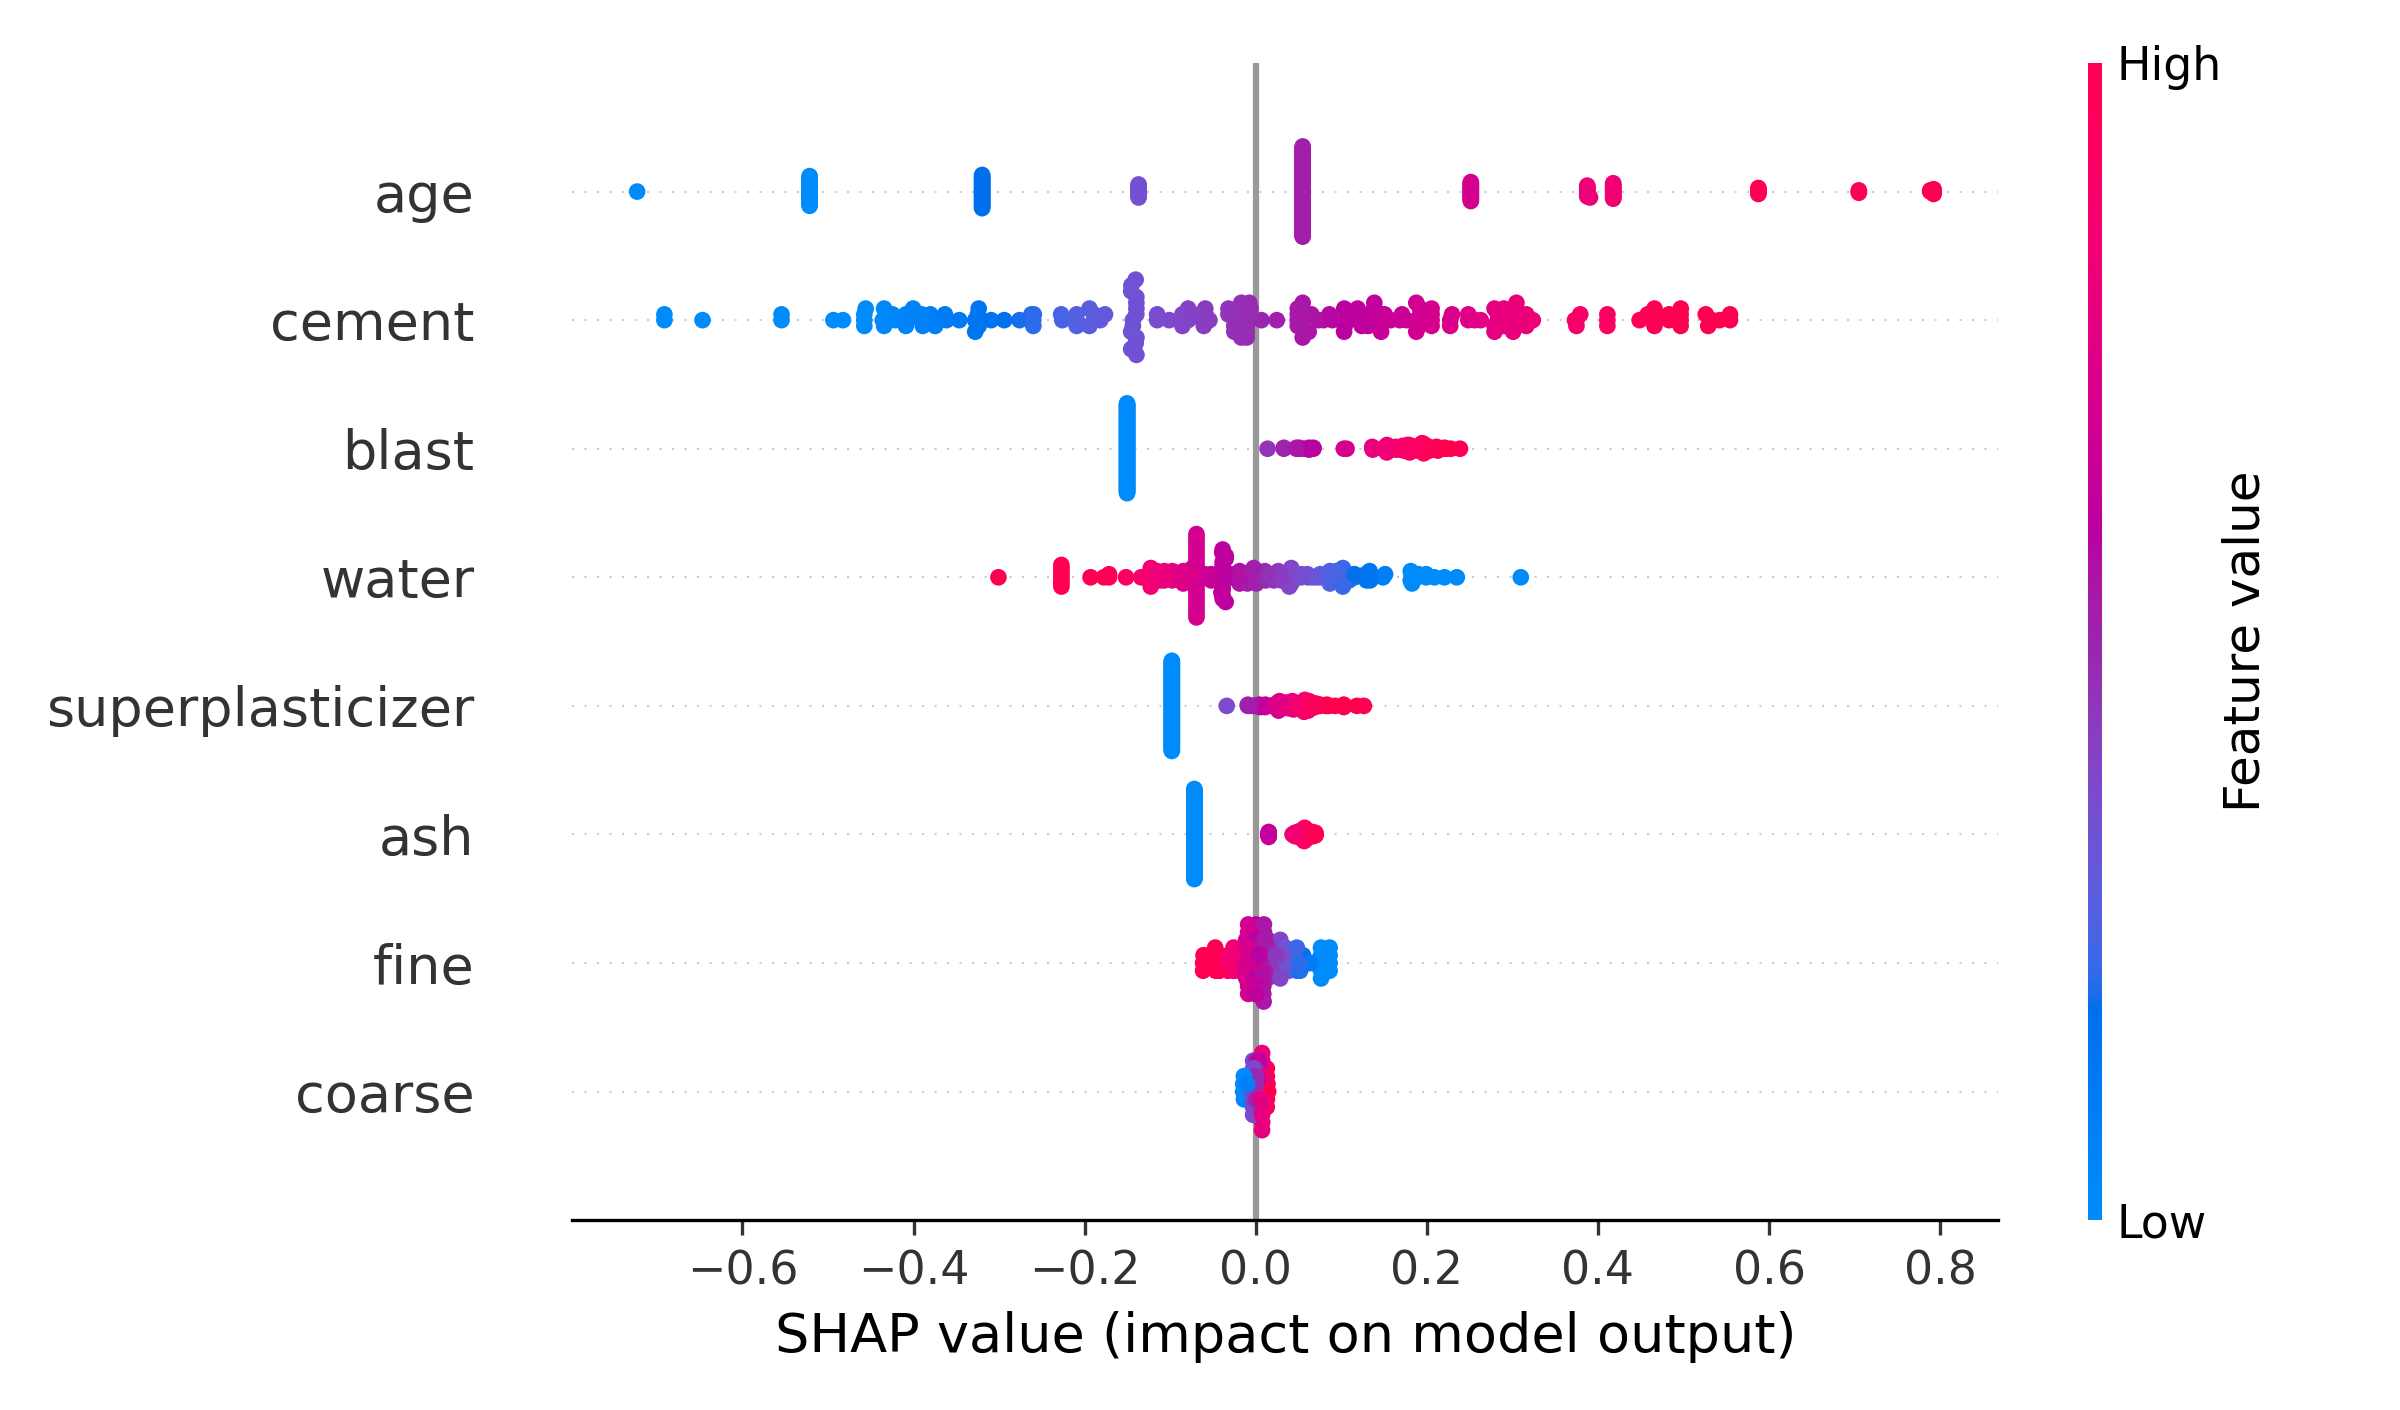 High
age
cement
blast
water
superplasticizer
ash
fine
coarse
Feature value
Low
−0.6 −0.4 −0.2 0.0 0.2 0.4 0.6 0.8
SHAP value (impact on model output)